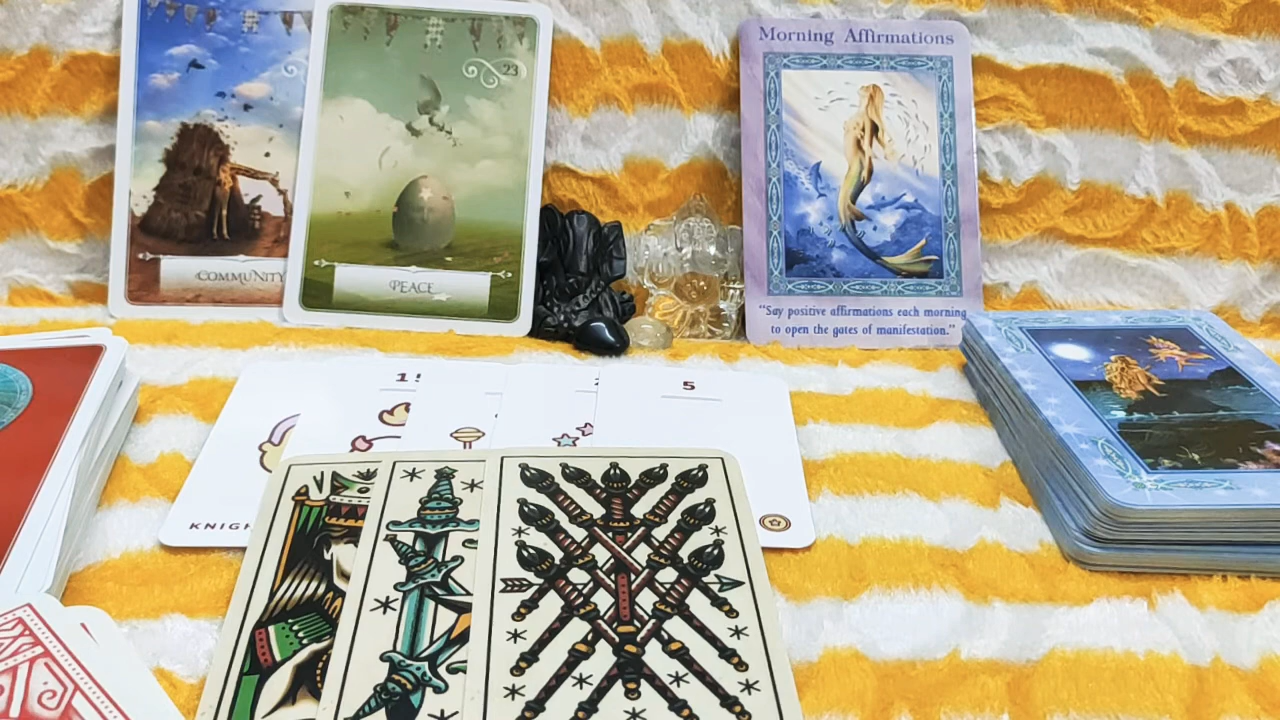 23
COMMUNITY
PEACE
Morning Affirmations
"Say positive affirmations each morning
to open the gates of manifestation."
5
KNIGH